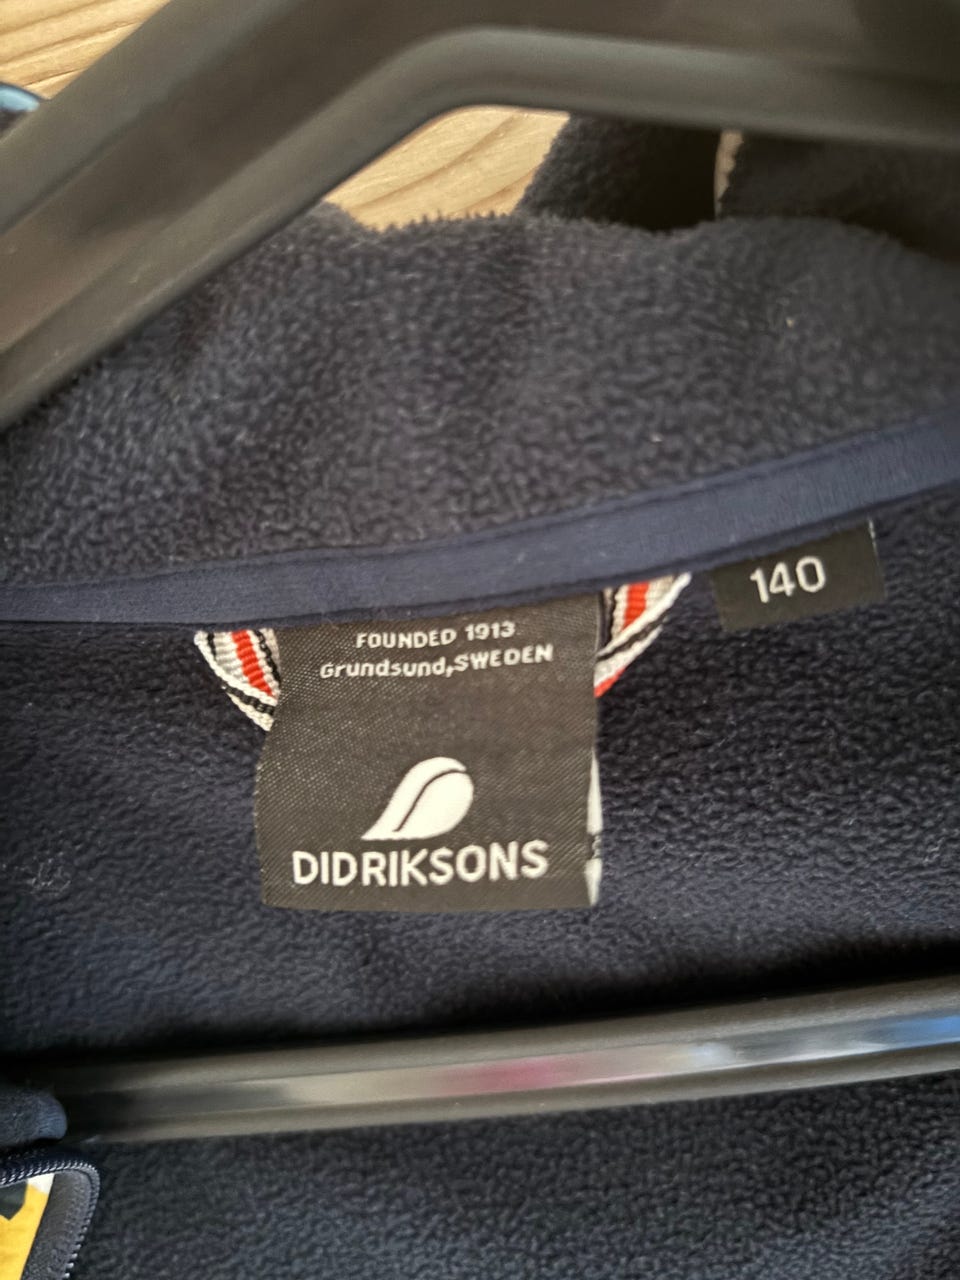 FOUNDED 1913
Grundsund,SWEDEN
DIDRIKSONS
140